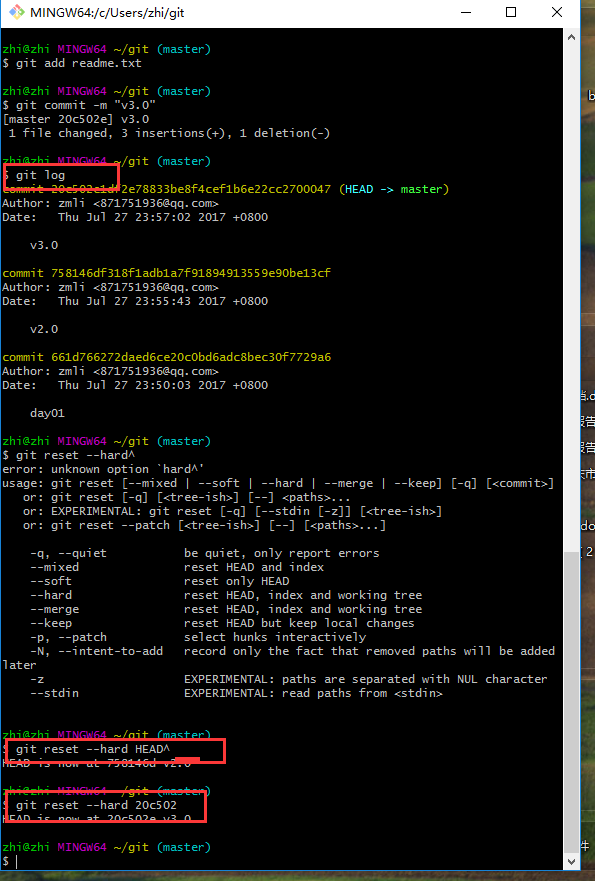 MINGW64:/c/Users/zhi/git
zhi@zhi MINGW64 ~/git (master)
$ git add readme.txt
zhi@zhi MINGW64 ~/git (master)
$ git commit -m "v3.0"
[master 20c502e] v3.0
 1 file changed, 3 insertions(+), 1 deletion(-)
zhi@zhi MINGW64 ~/git (master)
$ git log
commit 20c502e1df2e78833be8f4cef1b6e22cc2700047 (HEAD -> master)
Author: zmli <871751936@qq.com>
Date:   Thu Jul 27 23:57:02 2017 +0800
    v3.0
commit 758146df318f1adb1a7f91894913559e90be13cf
Author: zmli <871751936@qq.com>
Date:   Thu Jul 27 23:55:43 2017 +0800
    v2.0
commit 661d766272daed6ce20c0bd6adc8bec30f7729a6
Author: zmli <871751936@qq.com>
Date:   Thu Jul 27 23:50:03 2017 +0800
    day01
zhi@zhi MINGW64 ~/git (master)
$ git reset --hard^
error: unknown option `hard^'
usage: git reset [--mixed | --soft | --hard | --merge | --keep] [-q] [<commit>]
   or: git reset [-q] [<tree-ish>] [--] <paths>...
   or: EXPERIMENTAL: git reset [-q] [--stdin [-z]] [<tree-ish>]
   or: git reset --patch [<tree-ish>] [--] [<paths>...]
    -q, --quiet           be quiet, only report errors
    --mixed               reset HEAD and index
    --soft                reset only HEAD
    --hard                reset HEAD, index and working tree
    --merge               reset HEAD, index and working tree
    --keep                reset HEAD but keep local changes
    -p, --patch           select hunks interactively
    -N, --intent-to-add   record only the fact that removed paths will be added
later
    -z                    EXPERIMENTAL: paths are separated with NUL character
    --stdin               EXPERIMENTAL: read paths from <stdin>
zhi@zhi MINGW64 ~/git (master)
$ git reset --hard HEAD^
HEAD is now at 758146d v2.0
zhi@zhi MINGW64 ~/git (master)
$ git reset --hard 20c502
HEAD is now at 20c502e v3.0
zhi@zhi MINGW64 ~/git (master)
$